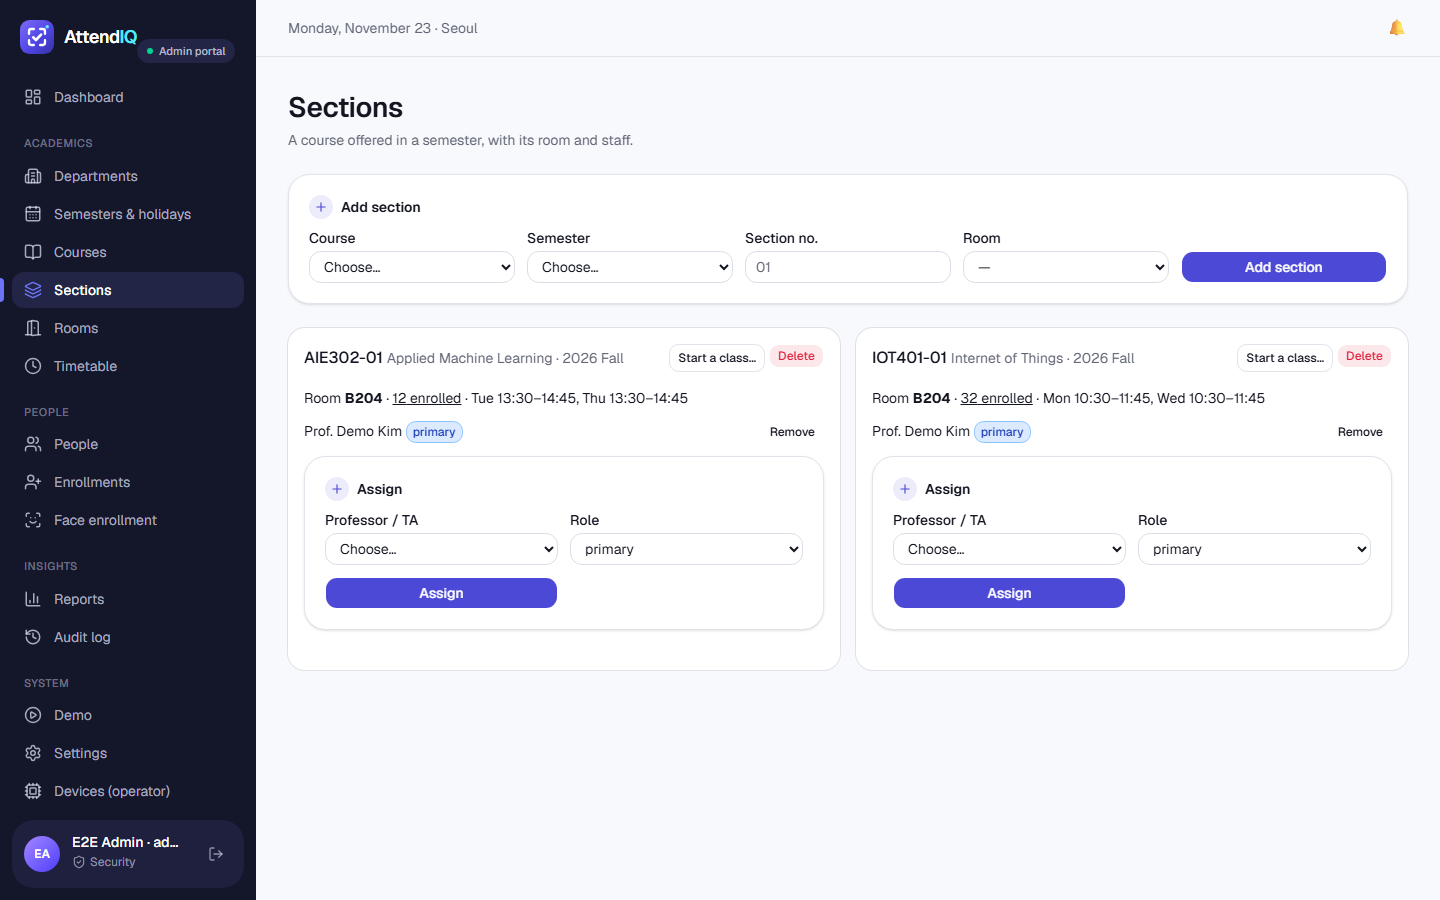 AttendIQ
Admin portal
Dashboard
ACADEMICS
Departments
Semesters & holidays
Courses
Sections
Rooms
Timetable
PEOPLE
People
Enrollments
Face enrollment
INSIGHTS
Reports
Audit log
SYSTEM
Demo
Settings
Devices (operator)
EA
E2E Admin · ad...
Security
Monday, November 23 · Seoul
Sections
A course offered in a semester, with its room and staff.
+ Add section
Course Semester Section no. Room
Choose... Choose... 01 — Add section
AIE302-01 Applied Machine Learning · 2026 Fall Start a class... Delete
Room B204 · 12 enrolled · Tue 13:30–14:45, Thu 13:30–14:45
Prof. Demo Kim primary Remove
+ Assign
Professor / TA Role
Choose... primary
Assign
IOT401-01 Internet of Things · 2026 Fall Start a class... Delete
Room B204 · 32 enrolled · Mon 10:30–11:45, Wed 10:30–11:45
Prof. Demo Kim primary Remove
+ Assign
Professor / TA Role
Choose... primary
Assign